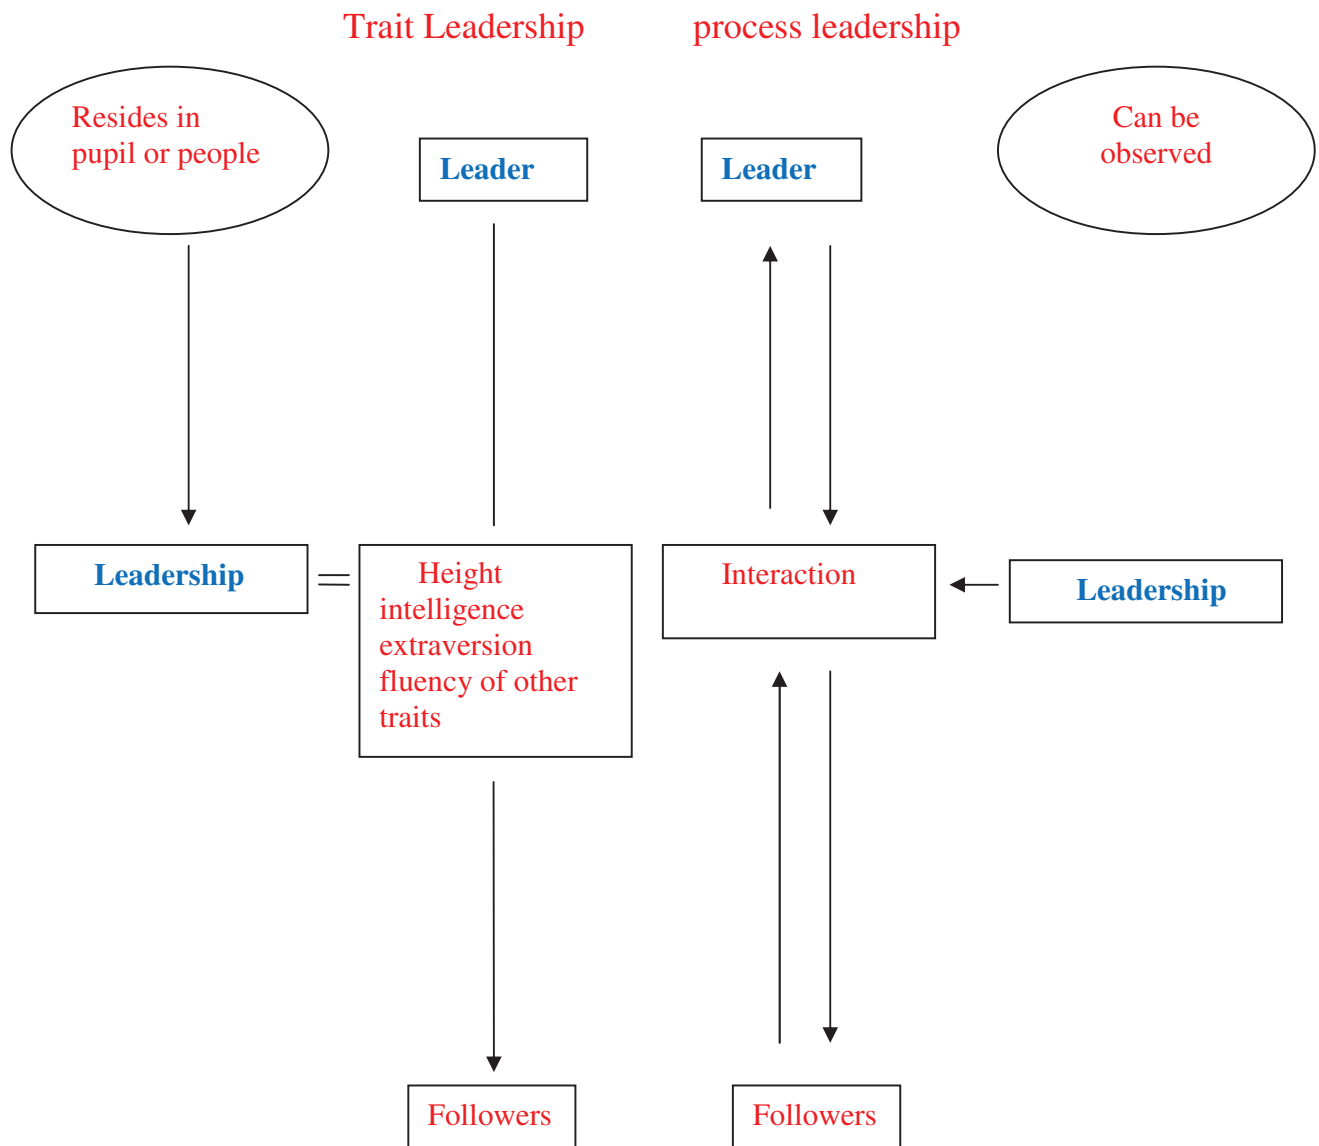 Trait Leadership
process leadership
Resides in
pupil or people
Leader
Leader
Can be
observed
Leadership
=
Height
intelligence
extraversion
fluency of other
traits
Interaction
Leadership
Followers
Followers